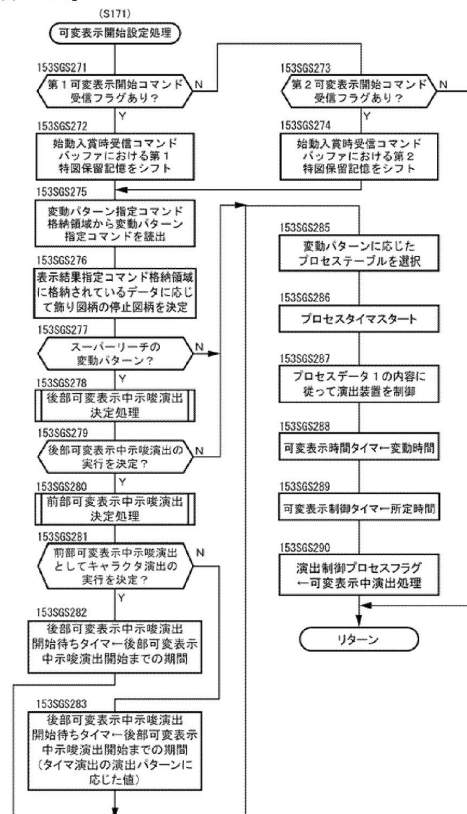 (S171)
可変表示開始設定処理
153SGS271
第1可変表示開始コマンド
受信フラグあり？
N
Y
153SGS272
始動入賞時受信コマンド
バッファにおける第1
特図保留記憶をシフト
153SGS273
第2可変表示開始コマンド
受信フラグあり？
N
Y
153SGS274
始動入賞時受信コマンド
バッファにおける第2
特図保留記憶をシフト
153SGS275
変動パターン指定コマンド
格納領域から変動パターン
指定コマンドを読出
153SGS276
表示結果指定コマンド格納領域
に格納されているデータに応じ
て飾り図柄の停止図柄を決定
153SGS277
スーパーリーチの
変動パターン？
N
Y
153SGS278
後部可変表示中示唆演出
決定処理
153SGS279
後部可変表示中示唆演出の
実行を決定？
N
Y
153SGS280
前部可変表示中示唆演出
決定処理
153SGS281
前部可変表示中示唆演出
としてキャラクタ演出の
実行を決定？
N
Y
153SGS282
後部可変表示中示唆演出
開始待ちタイマー←後部可変表示
中示唆演出開始までの期間
153SGS283
後部可変表示中示唆演出
開始待ちタイマー←後部可変表示
中示唆演出開始までの期間
(タイマ演出の演出パターンに
応じた値)
153SGS285
変動パターンに応じた
プロセステーブルを選択
153SGS286
プロセスタイマスタート
153SGS287
プロセスデータ1の内容に
従って演出装置を制御
153SGS288
可変表示時間タイマー←変動時間
153SGS289
可変表示制御タイマー←所定時間
153SGS290
演出制御プロセスフラグ
←可変表示中演出処理
リターン